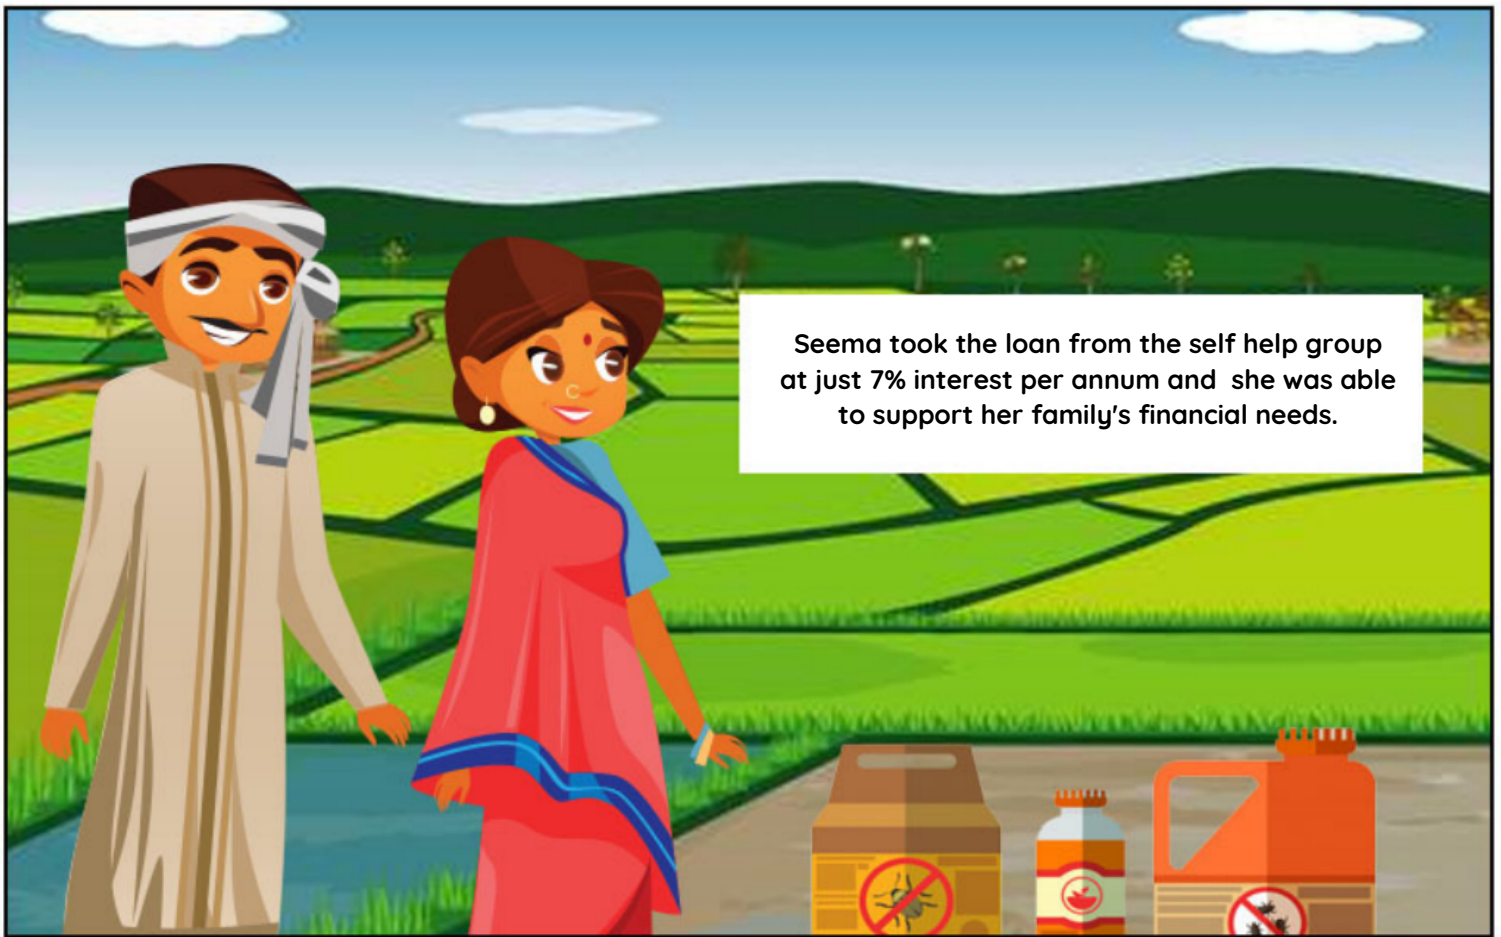 Seema took the loan from the self help group
at just 7% interest per annum and she was able
to support her family's financial needs.